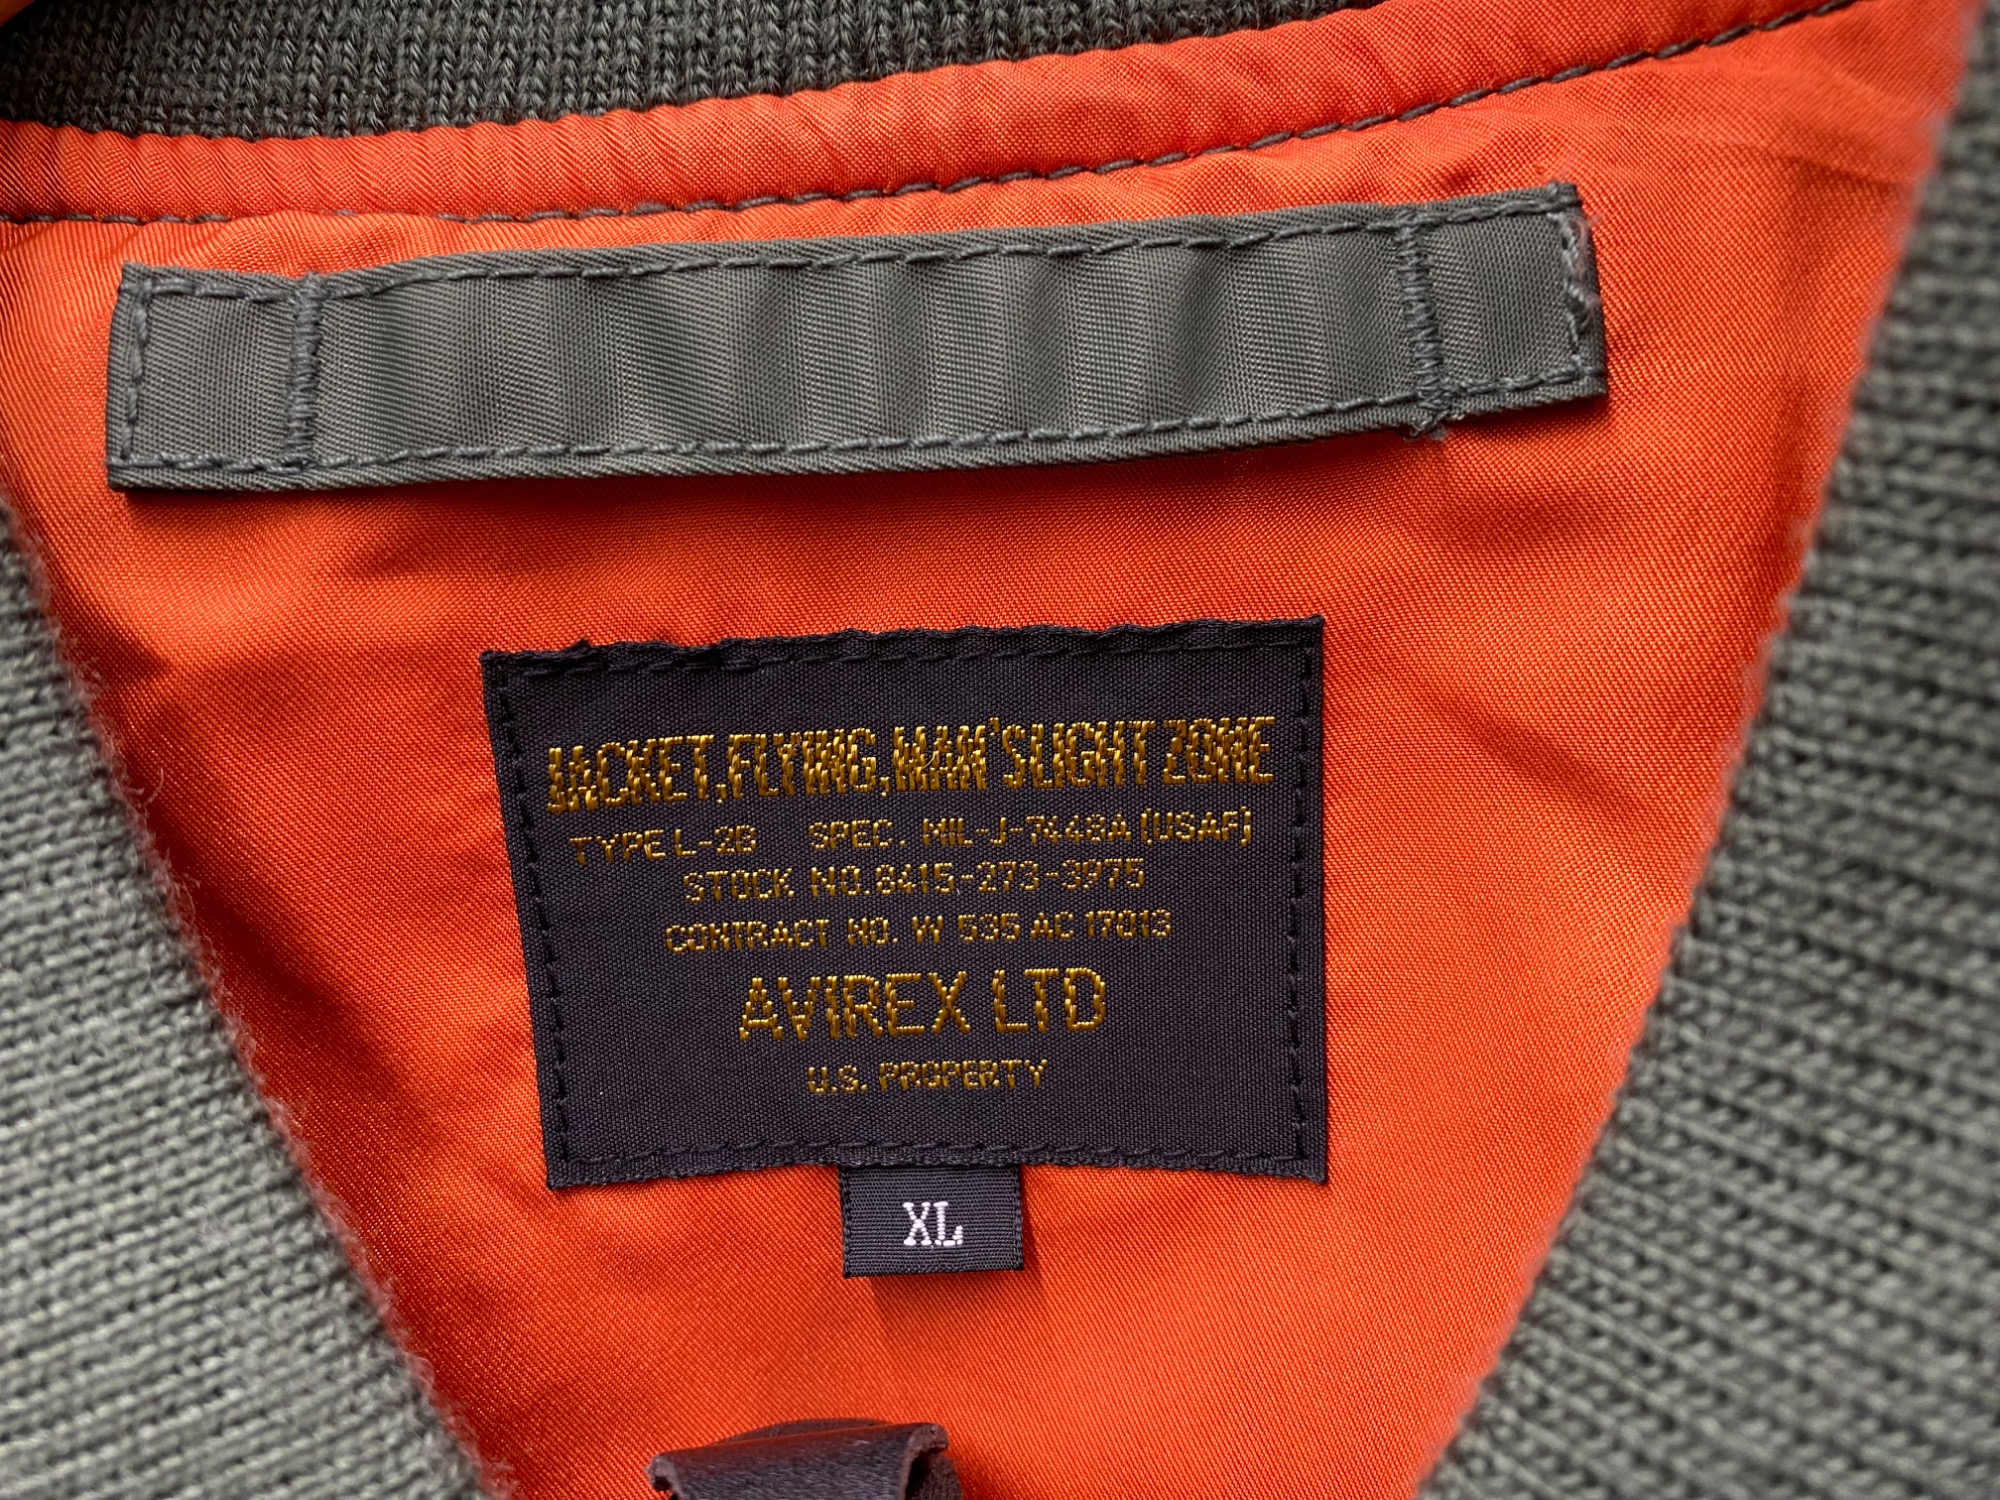 JACKET,FLYING,MAN'S LIGHT ZONE
TYPE L-2B SPEC. MIL-J-7448A (USAF)
STOCK NO.8415-273-3975
CONTRACT NO. W 535 AC 17013
AVIREX LTD
U.S. PROPERTY
XL